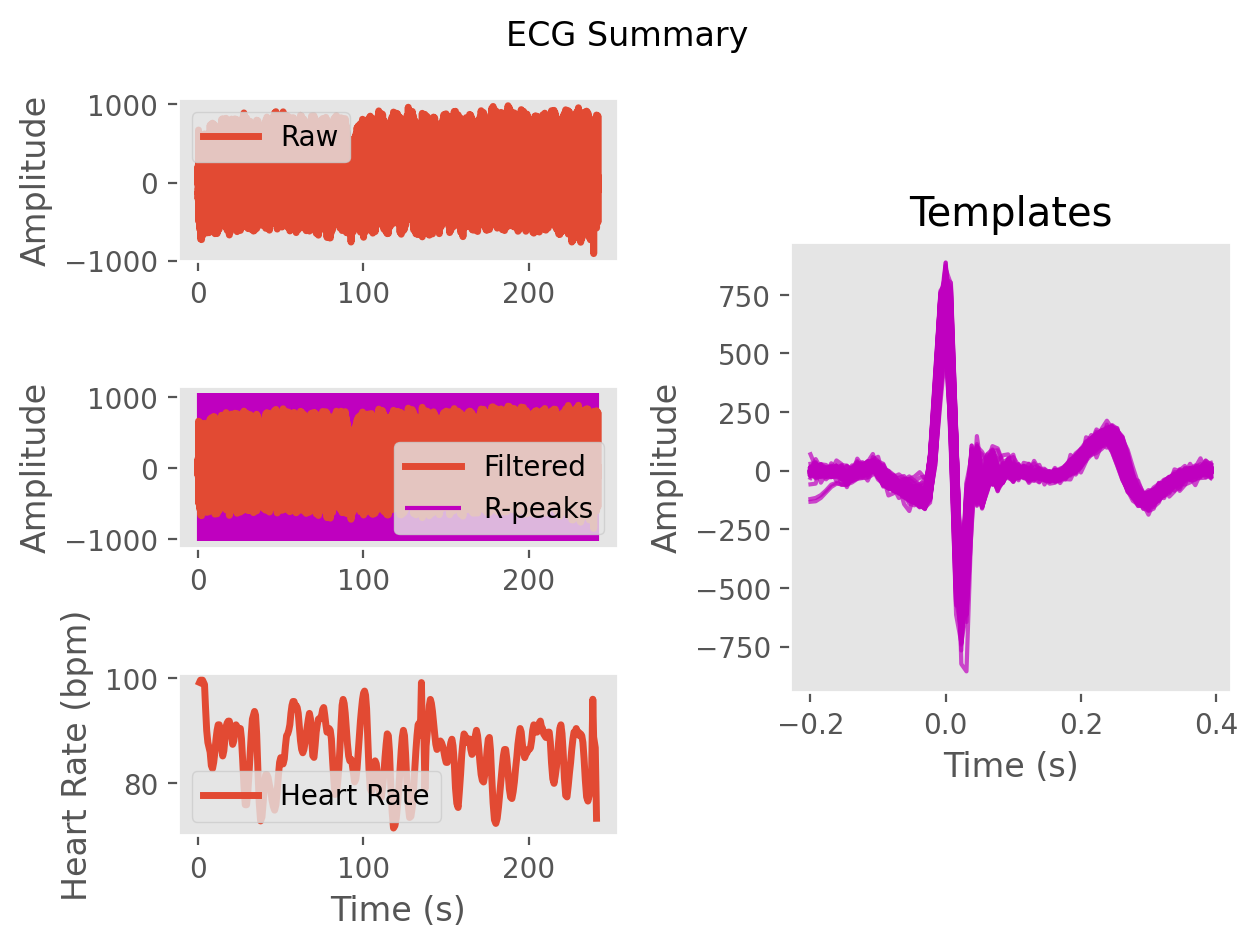 ECG Summary
Amplitude
1000
0
−1000
Raw
0
100
200
Amplitude
1000
0
−1000
Filtered
R-peaks
0
100
200
Heart Rate (bpm)
100
80
Heart Rate
0
100
200
Time (s)
Templates
Amplitude
750
500
250
0
−250
−500
−750
−0.2
0.0
0.2
0.4
Time (s)